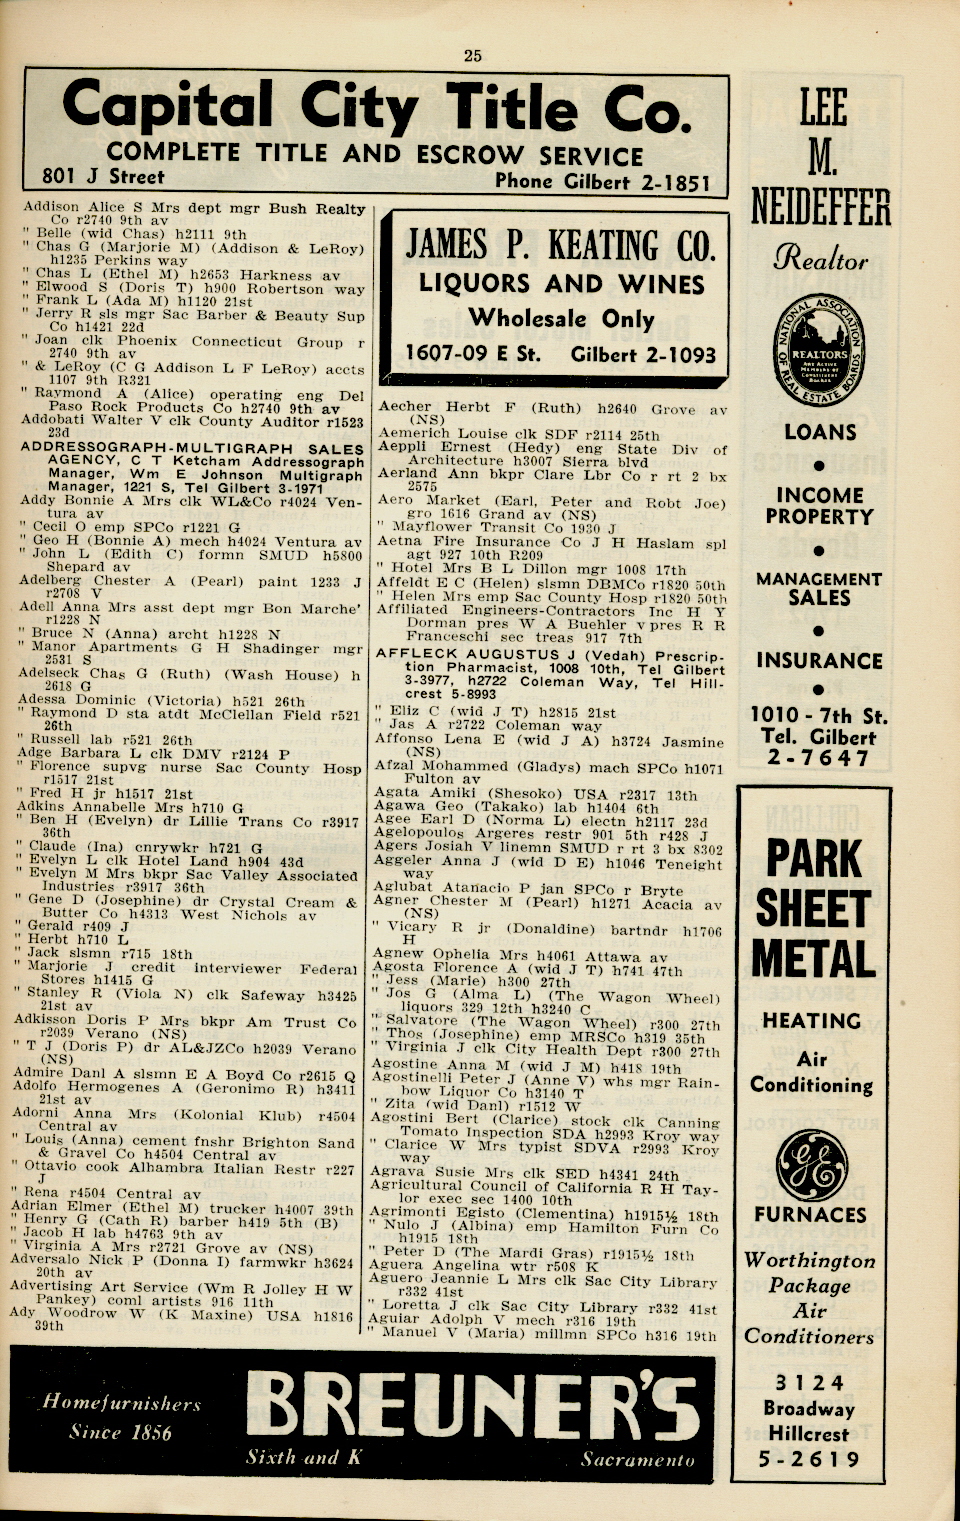 25
Capital City Title Co.
COMPLETE TITLE AND ESCROW SERVICE
801 J Street
Phone Gilbert 2-1851
Addison Alice S Mrs dept mgr Bush Realty
Co r2740 9th av
" Belle (wid Chas) h2111 9th
" Chas G (Marjorie M) (Addison & LeRoy)
h1235 Perkins way
" Chas L (Ethel M) h2653 Harkness av
" Elwood S (Doris T) h900 Robertson way
" Frank L (Ada M) h1120 21st
" Jerry R sls mgr Sac Barber & Beauty Sup
Co h1421 22d
" Joan clk Phoenix Connecticut Group r
2740 9th av
" & LeRoy (C G Addison L F LeRoy) accts
1107 9th R321
" Raymond A (Alice) operating eng Del
Paso Rock Products Co h2740 9th av
Addobati Walter V clk County Auditor r1523
23d
ADDRESSOGRAPH-MULTIGRAPH SALES
AGENCY, C T Ketcham Addressograph
Manager, Wm E Johnson Multigraph
Manager, 1221 S, Tel Gilbert 3-1971
Addy Bonnie A Mrs clk WL&Co r4024 Ven-
tura av
" Cecil O emp SPCo r1221 G
" Geo H (Bonnie A) mech h4024 Ventura av
" John L (Edith C) formn SMUD h5800
Shepard av
Adelberg Chester A (Pearl) paint 1233 J
r2708 V
Adell Anna Mrs asst dept mgr Bon Marche'
r1228 N
" Bruce N (Anna) archt h1228 N
" Manor Apartments G H Shadinger mgr
2531 S
Adelseck Chas G (Ruth) (Wash House) h
2618 G
Adessa Dominic (Victoria) h521 26th
" Raymond D sta atdt McClellan Field r521
26th
" Russell lab r521 26th
Adge Barbara L clk DMV r2124 P
" Florence supvg nurse Sac County Hosp
r1517 21st
" Fred H jr h1517 21st
Adkins Annabelle Mrs h710 G
" Ben H (Evelyn) dr Lillie Trans Co r3917
36th
" Claude (Ina) cnrywkr h721 G
" Evelyn L clk Hotel Land h904 43d
" Evelyn M Mrs bkpr Sac Valley Associated
Industries r3917 36th
" Gene D (Josephine) dr Crystal Cream &
Butter Co h4313 West Nichols av
" Gerald r409 J
" Herbt h710 L
" Jack slsmn r715 18th
" Marjorie J credit interviewer Federal
Stores h1415 G
" Stanley R (Viola N) clk Safeway h3425
21st av
Adkisson Doris P Mrs bkpr Am Trust Co
r2039 Verano (NS)
" T J (Doris P) dr AL&JZCo h2039 Verano
(NS)
Admire Danl A slsmn E A Boyd Co r2615 Q
Adolfo Hermogenes A (Geronimo R) h3411
21st av
Adorni Anna Mrs (Kolonial Klub) r4504
Central av
" Louis (Anna) cement fnshr Brighton Sand
& Gravel Co h4504 Central av
" Ottavio cook Alhambra Italian Restr r227
J
" Rena r4504 Central av
Adrian Elmer (Ethel M) trucker h4007 39th
" Henry G (Cath R) barber h419 5th (B)
" Jacob H lab h4763 9th av
" Virginia A Mrs r2721 Grove av (NS)
Adversalo Nick P (Donna I) farmwkr h3624
20th av
Advertising Art Service (Wm R Jolley H W
Pankey) coml artists 916 11th
Ady Woodrow W (K Maxine) USA h1816
39th
JAMES P. KEATING CO.
LIQUORS AND WINES
Wholesale Only
1607-09 E St. Gilbert 2-1093
Aecher Herbt F (Ruth) h2640 Grove av
(NS)
Aemerich Louise clk SDF r2114 25th
Aeppli Ernest (Hedy) eng State Div of
Architecture h3007 Sierra blvd
Aerland Ann bkpr Clare Lbr Co r rt 2 bx
2575
Aero Market (Earl, Peter and Robt Joe)
gro 1616 Grand av (NS)
" Mayflower Transit Co 1930 J
Aetna Fire Insurance Co J H Haslam spl
agt 927 10th R209
" Hotel Mrs B L Dillon mgr 1008 17th
Affeldt E C (Helen) slsmn DBMCo r1820 50th
" Helen Mrs emp Sac County Hosp r1820 50th
Affiliated Engineers-Contractors Inc H Y
Dorman pres W A Buehler v pres R R
Franceschi sec treas 917 7th
AFFLECK AUGUSTUS J (Vedah) Prescrip-
tion Pharmacist, 1008 10th, Tel Gilbert
3-3977, h2722 Coleman Way, Tel Hill-
crest 5-8993
" Eliz C (wid J T) h2815 21st
" Jas A r2722 Coleman way
Affonso Lena E (wid J A) h3724 Jasmine
(NS)
Afzal Mohammed (Gladys) mach SPCo h1071
Fulton av
Agata Amiki (Shesoko) USA r2317 13th
Agawa Geo (Takako) lab h1404 6th
Agee Earl D (Norma L) electn h2117 23d
Agelopoulos Argeres restr 901 5th r428 J
Agers Josiah V linemn SMUD r rt 3 bx 8302
Aggeler Anna J (wid D E) h1046 Teneight
way
Aglubat Atanacio P jan SPCo r Bryte
Agner Chester M (Pearl) h1271 Acacia av
(NS)
" Vicary R jr (Donaldine) bartndr h1706
H
Agnew Ophelia Mrs h4061 Attawa av
Agosta Florence A (wid J T) h741 47th
" Jess (Marie) h300 27th
" Jos G (Alma L) (The Wagon Wheel)
liquors 329 12th h3240 C
" Salvatore (The Wagon Wheel) r300 27th
" Thos (Josephine) emp MRSCo h319 35th
" Virginia J clk City Health Dept r300 27th
Agostine Anna M (wid J M) h418 19th
Agostinelli Peter J (Anne V) whs mgr Rain-
bow Liquor Co h3140 T
" Zita (wid Danl) r1512 W
Agostini Bert (Clarice) stock clk Canning
Tomato Inspection SDA h2993 Kroy way
" Clarice W Mrs typist SDVA r2993 Kroy
way
Agrava Susie Mrs clk SED h4341 24th
Agricultural Council of California R H Tay-
lor exec sec 1400 10th
Agrimonti Egisto (Clementina) h1915½ 18th
" Nulo J (Albina) emp Hamilton Furn Co
h1915 18th
" Peter D (The Mardi Gras) r1915½ 18th
Aguera Angelina wtr r508 K
Aguero Jeannie L Mrs clk Sac City Library
r332 41st
" Loretta J clk Sac City Library r332 41st
Aguiar Adolph V mech r316 19th
" Manuel V (Maria) millmn SPCo h316 19th
LEE
M.
NEIDEFFER
Realtor
NATIONAL ASSOCIATION
OF REAL ESTATE BOARDS
REALTORS
ARE ACTIVE
MEMBERS OF
CONSTITUENT
BOARDS
LOANS
•
INCOME
PROPERTY
•
MANAGEMENT
SALES
•
INSURANCE
•
1010 - 7th St.
Tel. Gilbert
2-7647
PARK
SHEET
METAL
HEATING
Air
Conditioning
GE
FURNACES
Worthington
Package
Air
Conditioners
3124
Broadway
Hillcrest
5-2619
Homefurnishers
Since 1856
BREUNER'S
Sixth and K
Sacramento